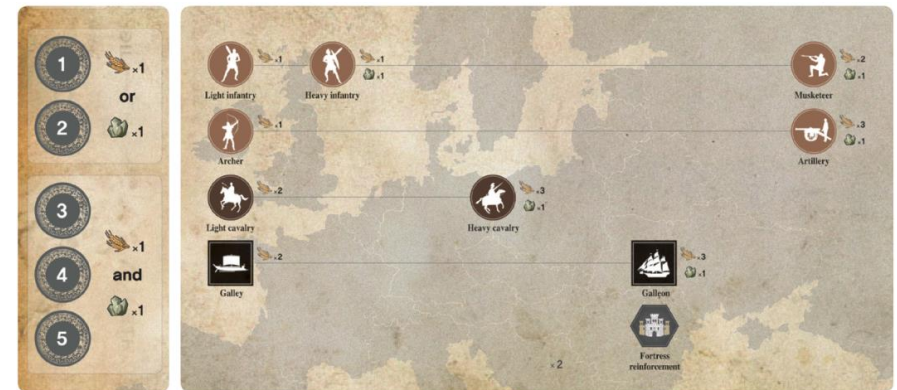 1
×1
or
2
×1
3
×1
4
and
×1
5
×1
×1
×1
×2
×1
Light infantry
Heavy infantry
Musketeer
×1
×3
×1
Archer
Artillery
×2
×3
×1
Light cavalry
Heavy cavalry
×2
×3
×1
Galley
Galleon
Fortress
reinforcement
×2